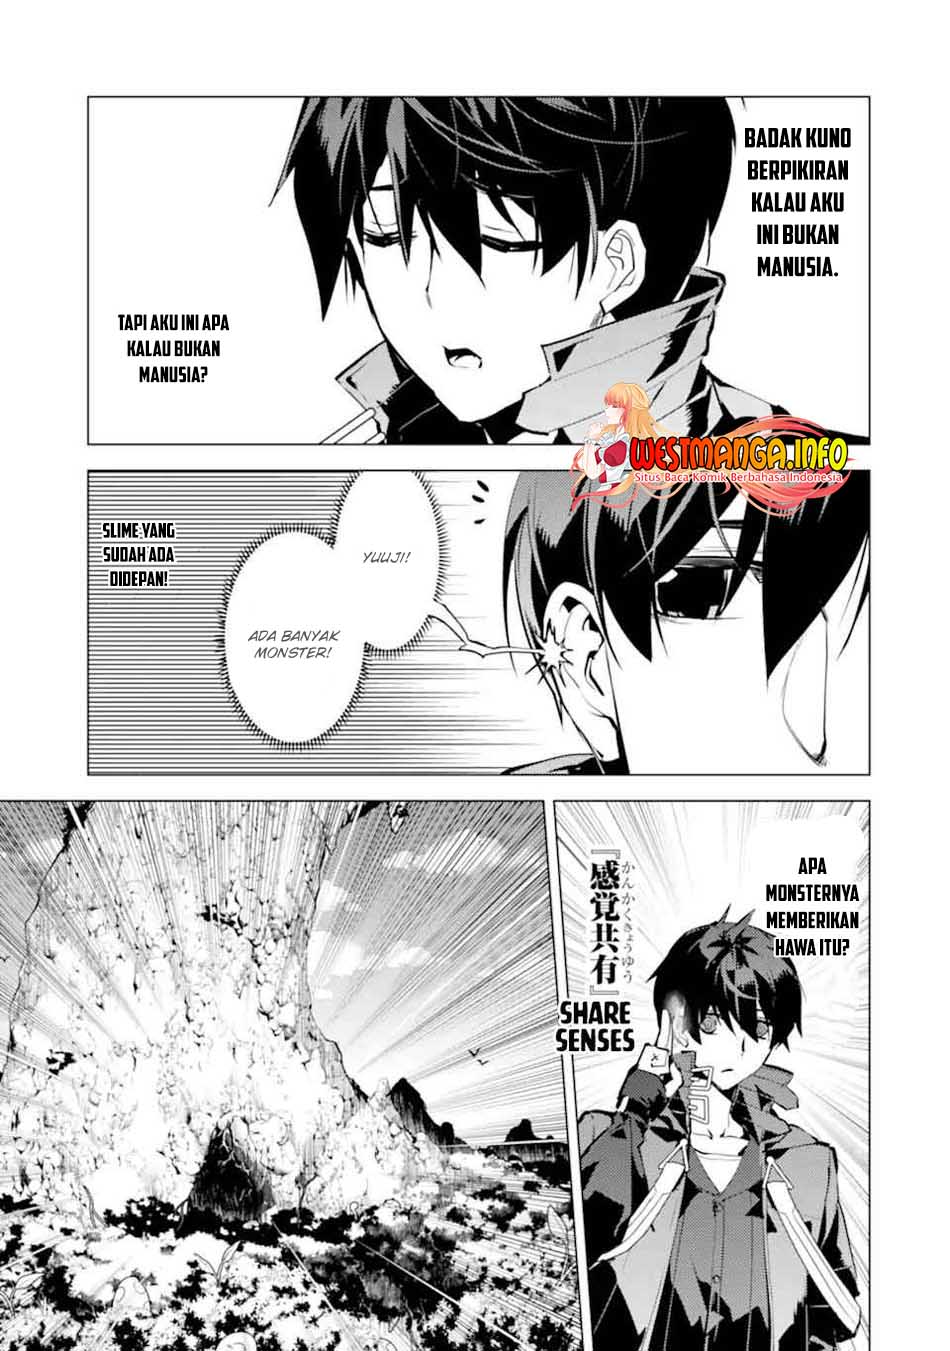 BADAK KUNO
BERPIKIRAN
KALAU AKU
INI BUKAN
MANUSIA.
TAPI AKU INI APA
KALAU BUKAN
MANUSIA?
WESTMANGA.INFO
Situs Baca Komik Berbahasa Indonesia
YUUJI!
ADA BANYAK
MONSTER!
SLIME YANG
SUDAH ADA
DIDEPAN!
APA
MONSTERNYA
MEMBERIKAN
HAWA ITU?
『感覚共有』
かんかくきょうゆう
SHARE
SENSES